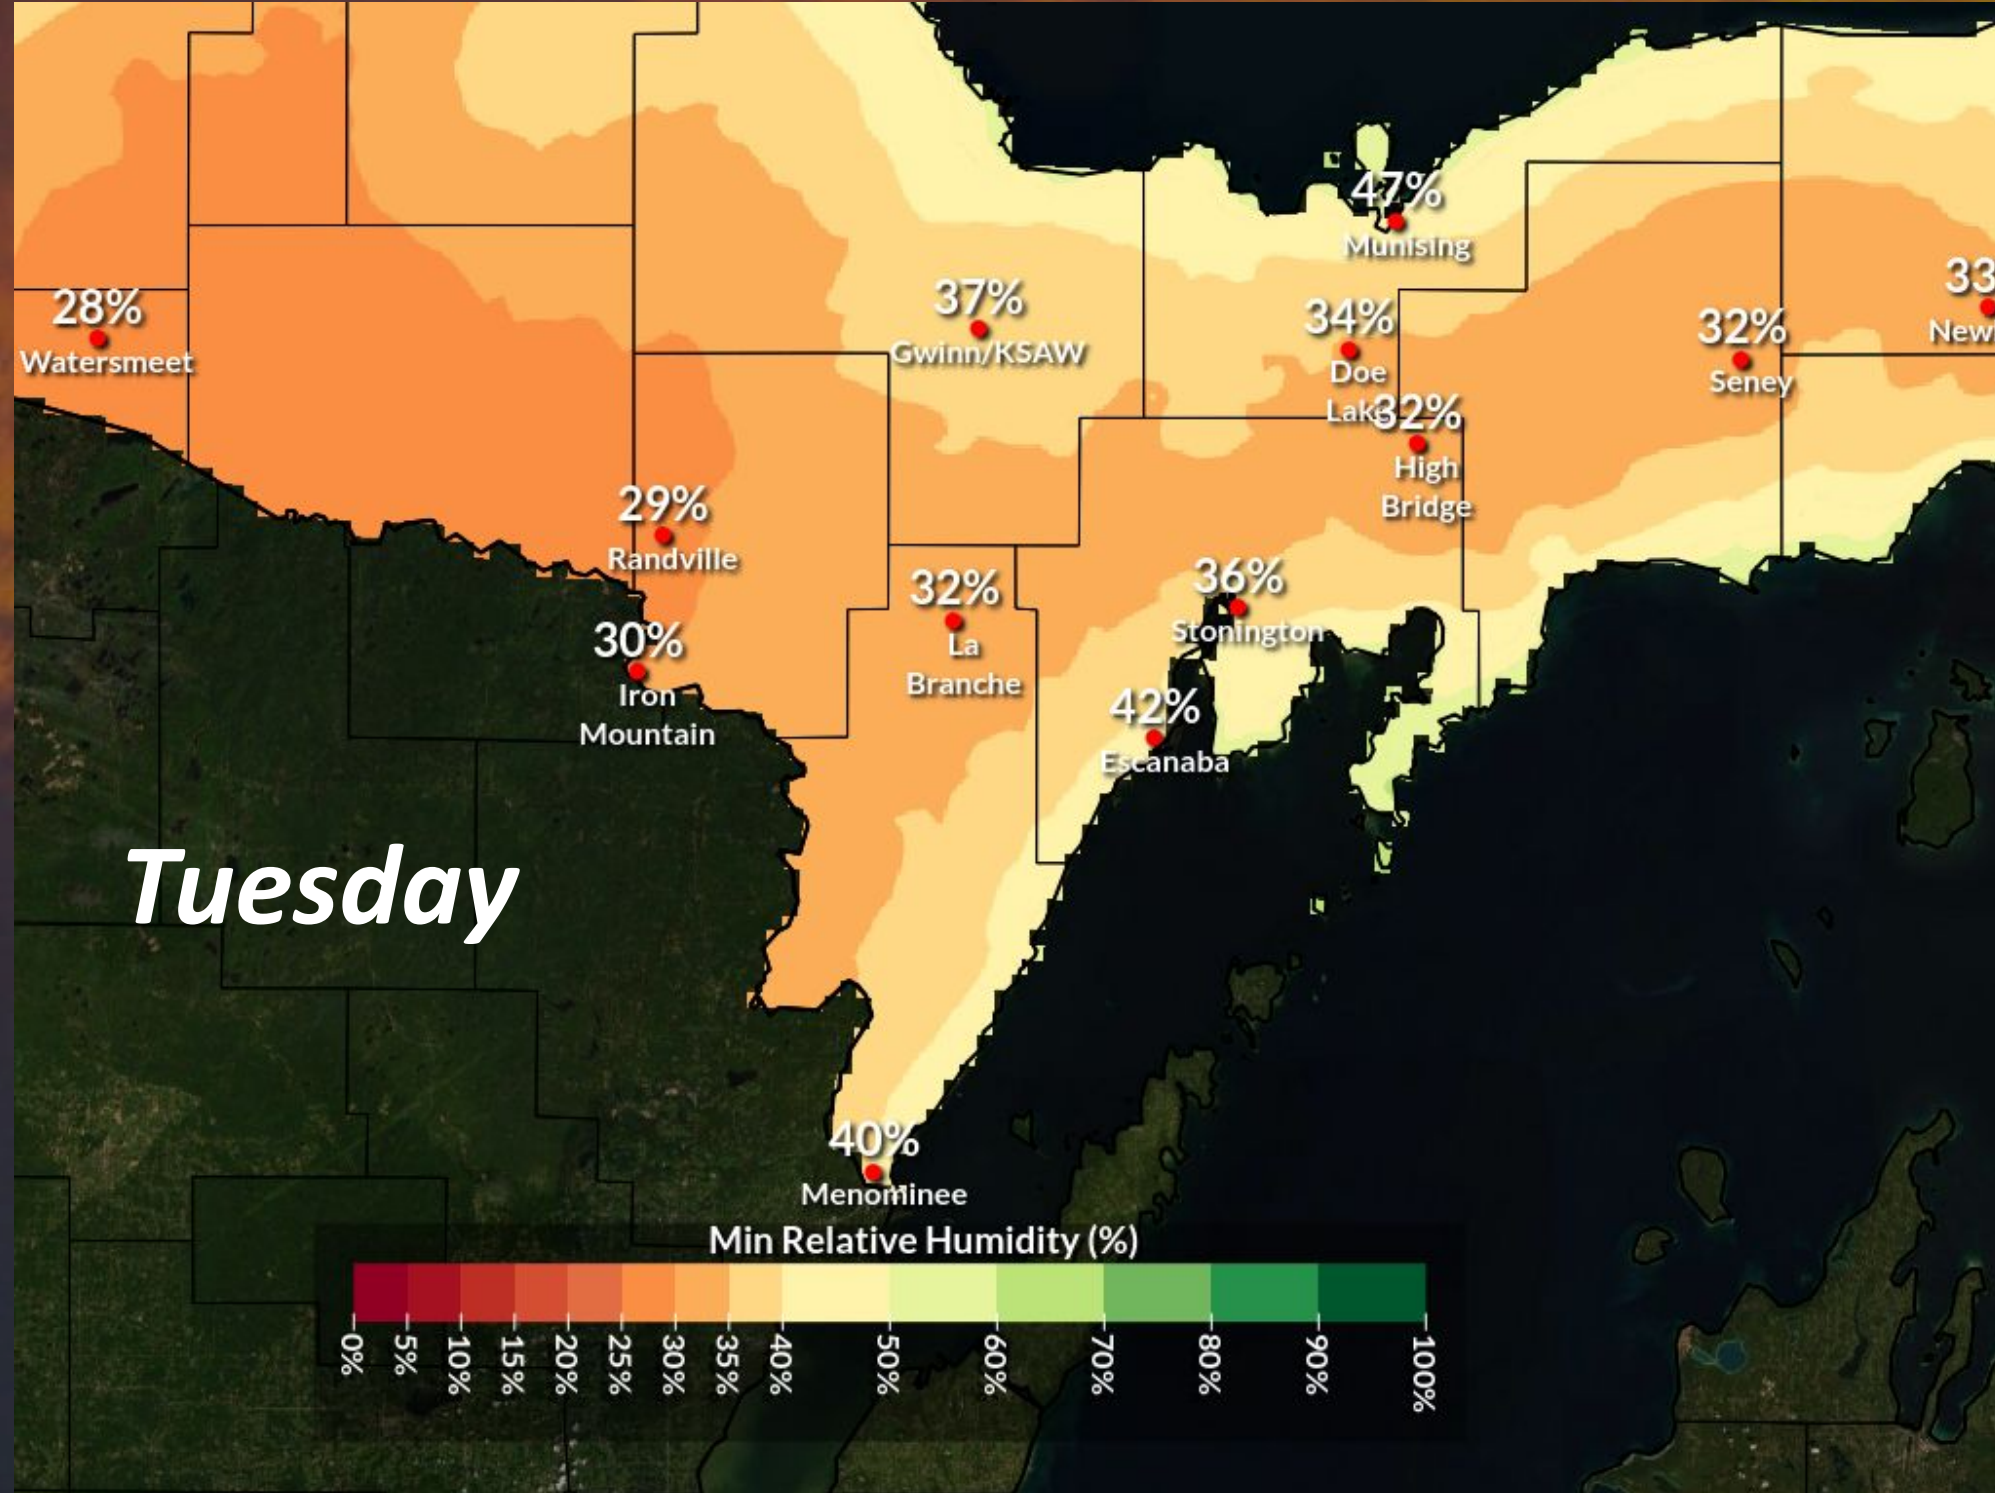 47%
Munising
33
New
28%
Watersmeet
37%
Gwinn/KSAW
34%
Doe
Lake
32%
Seney
32%
High
Bridge
29%
Randville
36%
Stonington
32%
La
Branche
30%
Iron
Mountain
42%
Escanaba
Tuesday
40%
Menominee
Min Relative Humidity (%)
0%
5%
10%
15%
20%
25%
30%
35%
40%
50%
60%
70%
80%
90%
100%